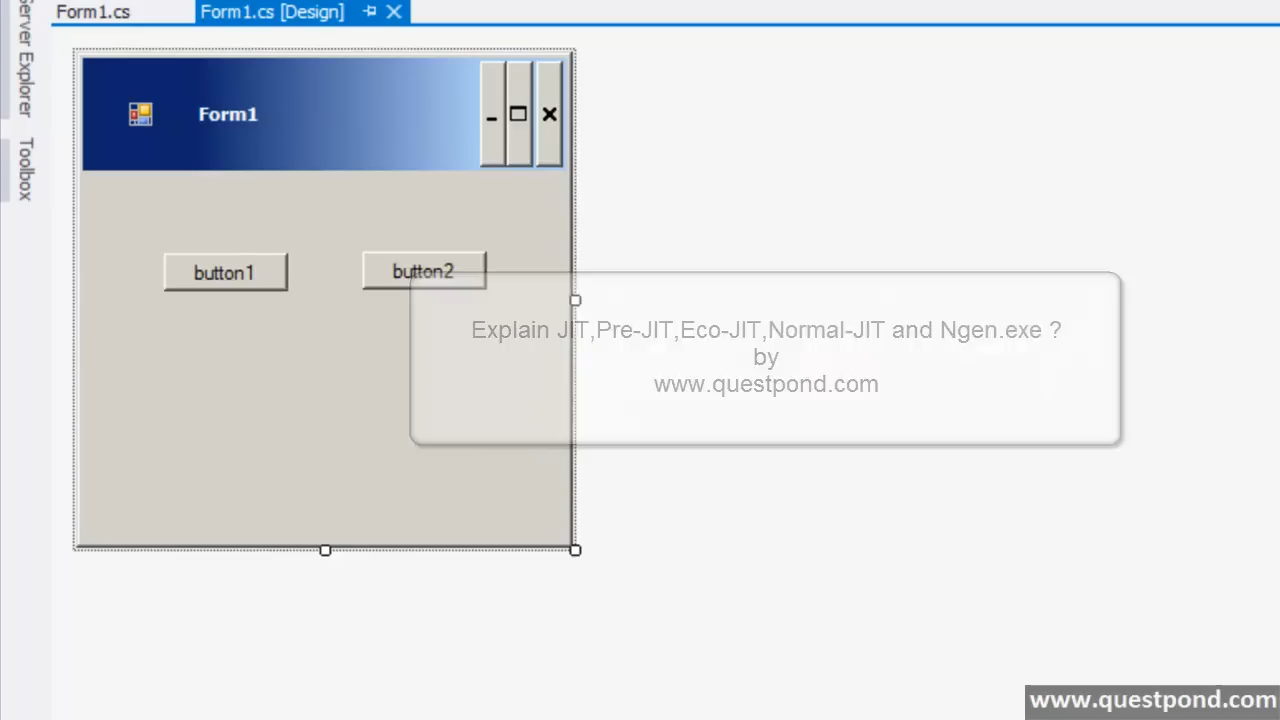 Form1.cs
Form1.cs [Design]
Server Explorer
Toolbox
Form1
button1
button2
Explain JIT,Pre-JIT,Eco-JIT,Normal-JIT and Ngen.exe ?
by
www.questpond.com
www.questpond.com